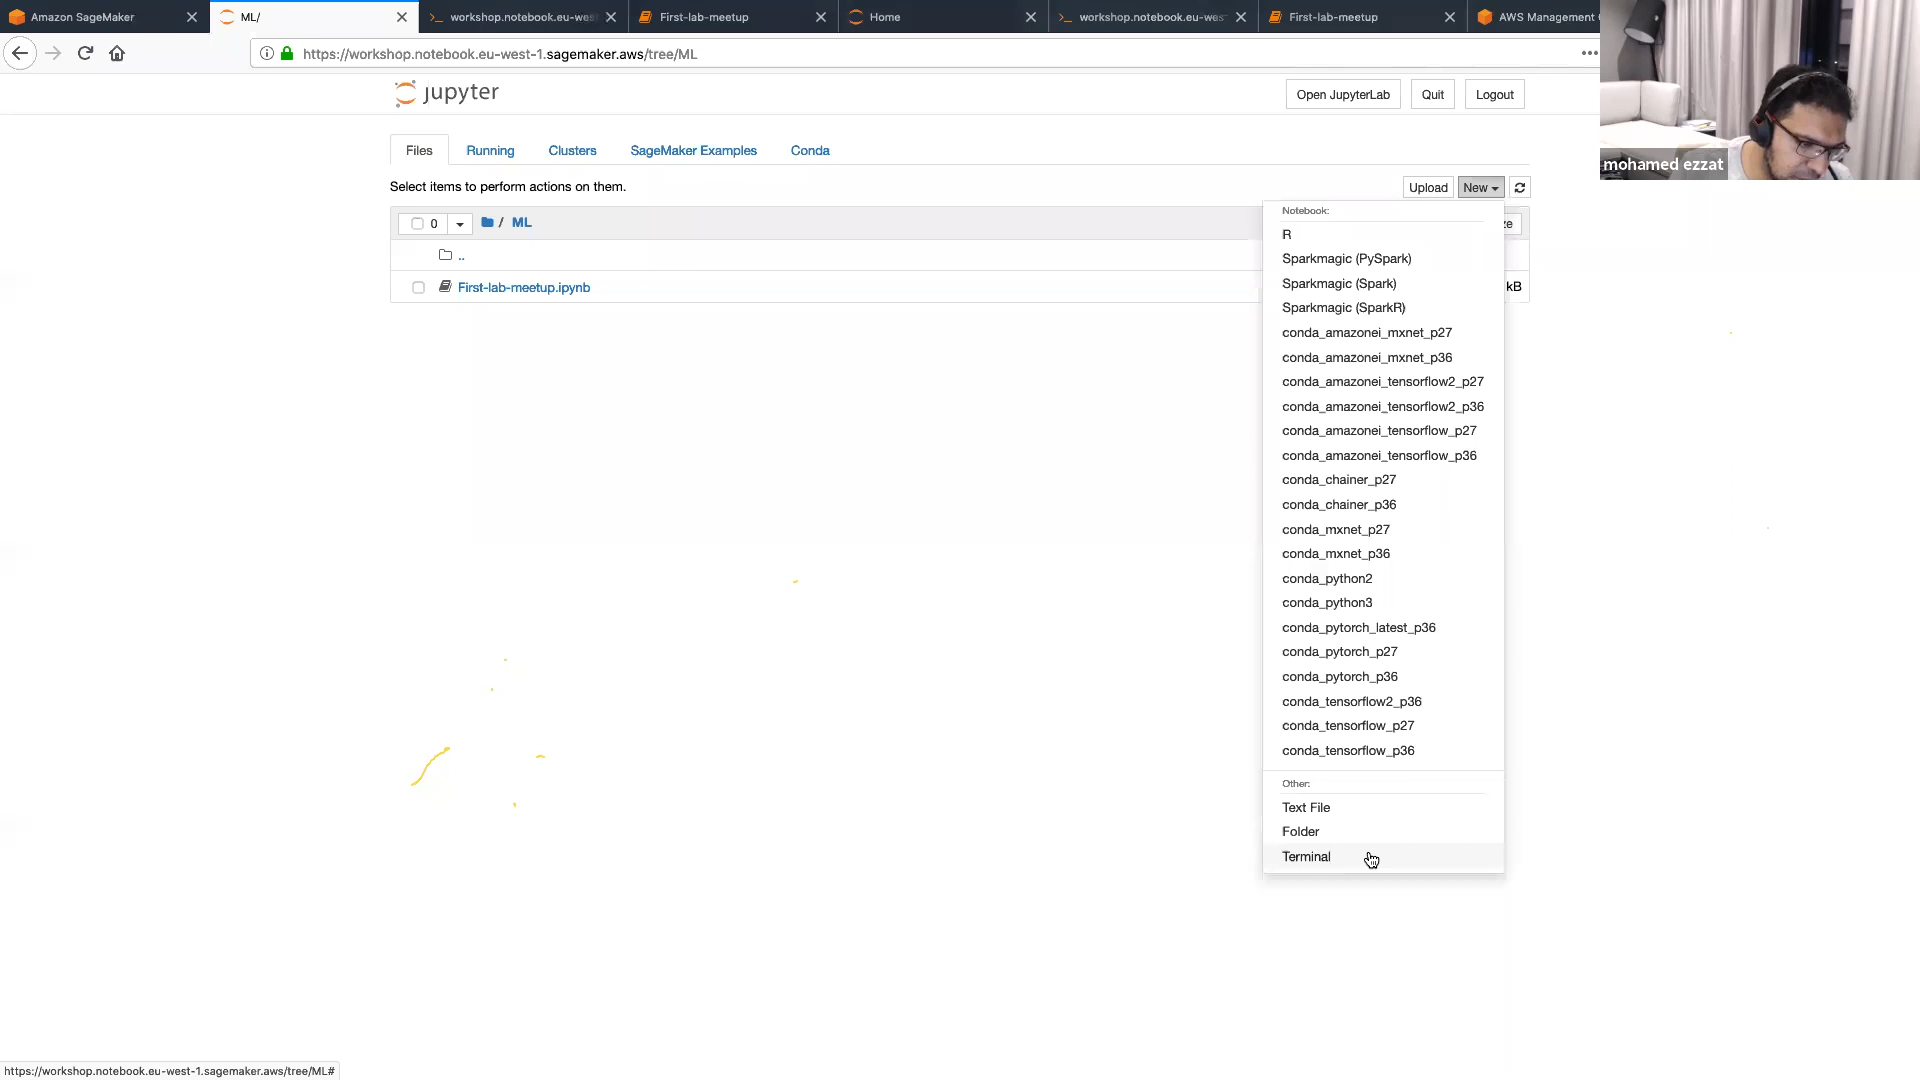 Amazon SageMaker
ML/
workshop.notebook.eu-west
First-lab-meetup
Home
workshop.notebook.eu-wes
First-lab-meetup
AWS Management
https://workshop.notebook.eu-west-1.sagemaker.aws/tree/ML
mohamed ezzat
jupyter
Open JupyterLab
Quit
Logout
Files
Running
Clusters
SageMaker Examples
Conda
Select items to perform actions on them.
Upload
New
0
/ ML
ze
..
First-lab-meetup.ipynb
kB
Notebook:
R
Sparkmagic (PySpark)
Sparkmagic (Spark)
Sparkmagic (SparkR)
conda_amazonei_mxnet_p27
conda_amazonei_mxnet_p36
conda_amazonei_tensorflow2_p27
conda_amazonei_tensorflow2_p36
conda_amazonei_tensorflow_p27
conda_amazonei_tensorflow_p36
conda_chainer_p27
conda_chainer_p36
conda_mxnet_p27
conda_mxnet_p36
conda_python2
conda_python3
conda_pytorch_latest_p36
conda_pytorch_p27
conda_pytorch_p36
conda_tensorflow2_p36
conda_tensorflow_p27
conda_tensorflow_p36
Other:
Text File
Folder
Terminal
https://workshop.notebook.eu-west-1.sagemaker.aws/tree/ML#